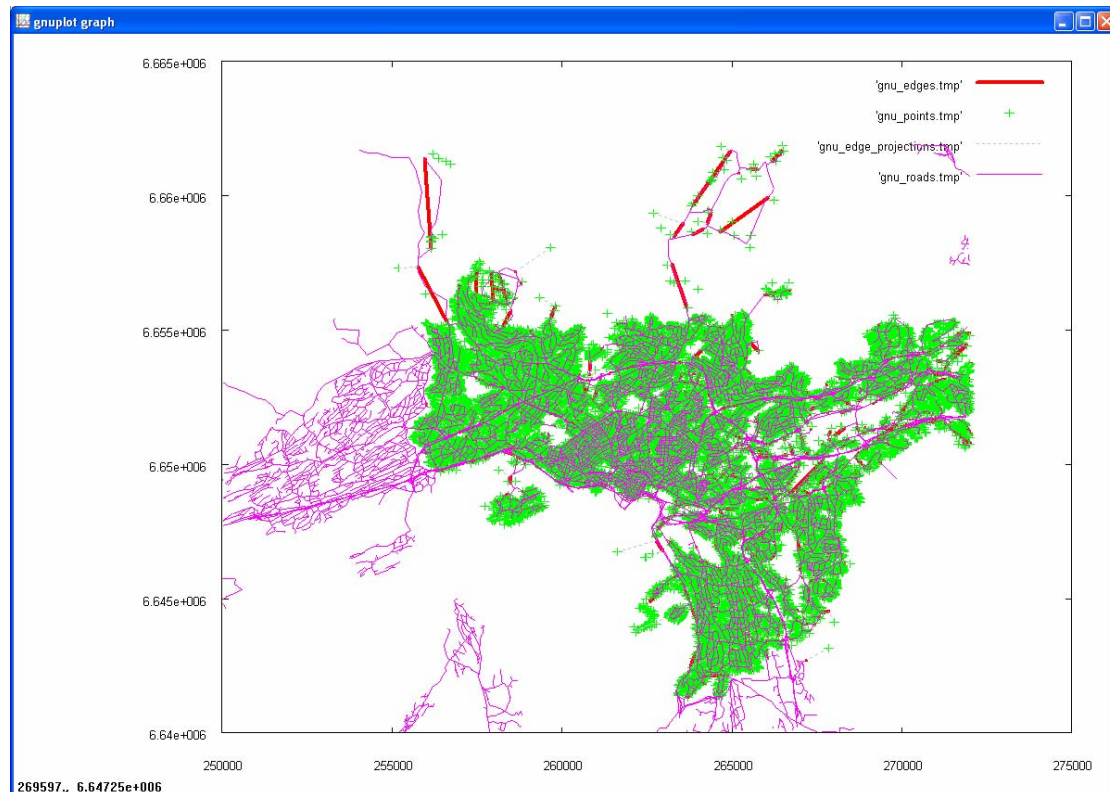 gnuplot graph
6.665e+006
'gnu_edges.tmp'
'gnu_points.tmp'
'gnu_edge_projections.tmp'
'gnu_roads.tmp'
6.66e+006
6.655e+006
6.65e+006
6.645e+006
6.64e+006
250000
255000
260000
265000
270000
275000
269597., 6.64725e+006